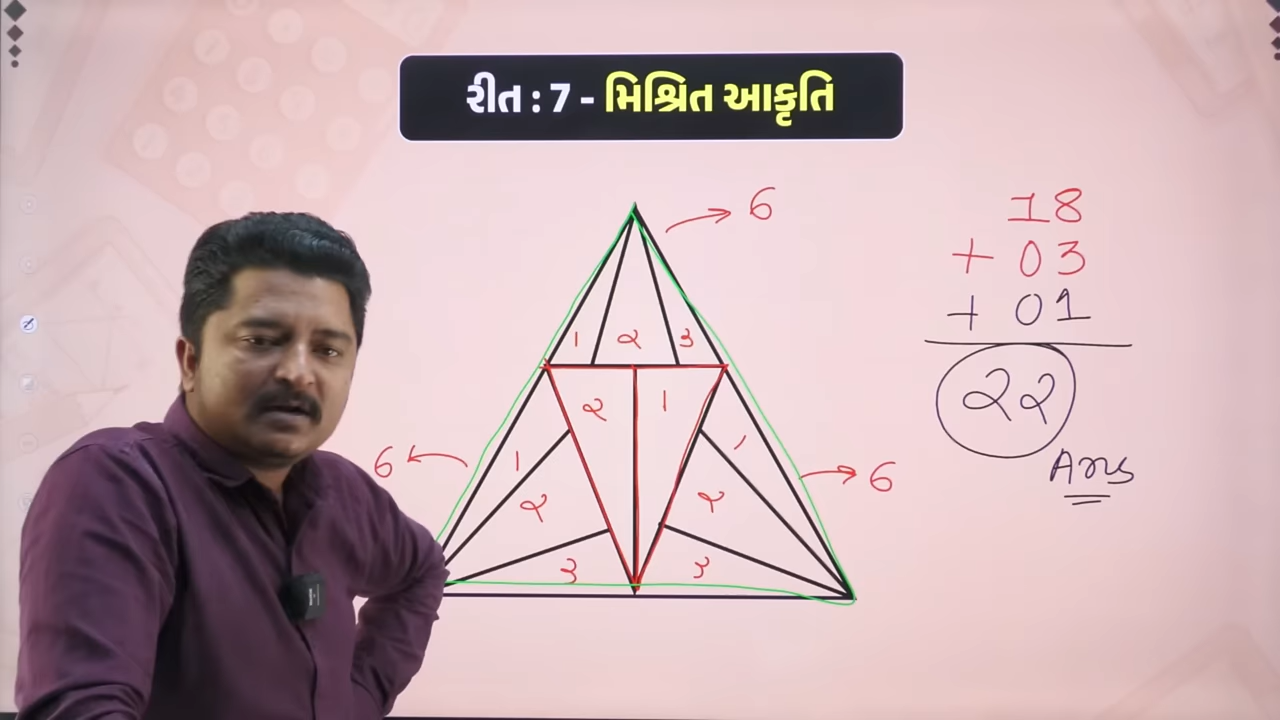 રીત : 7 - મિશ્રિત આકૃતિ
6
1 ૨ 3
૨ 1
6 1 1 6
૨ ૨
3 3
18
+ 03
+ 01
૨૨
Ans